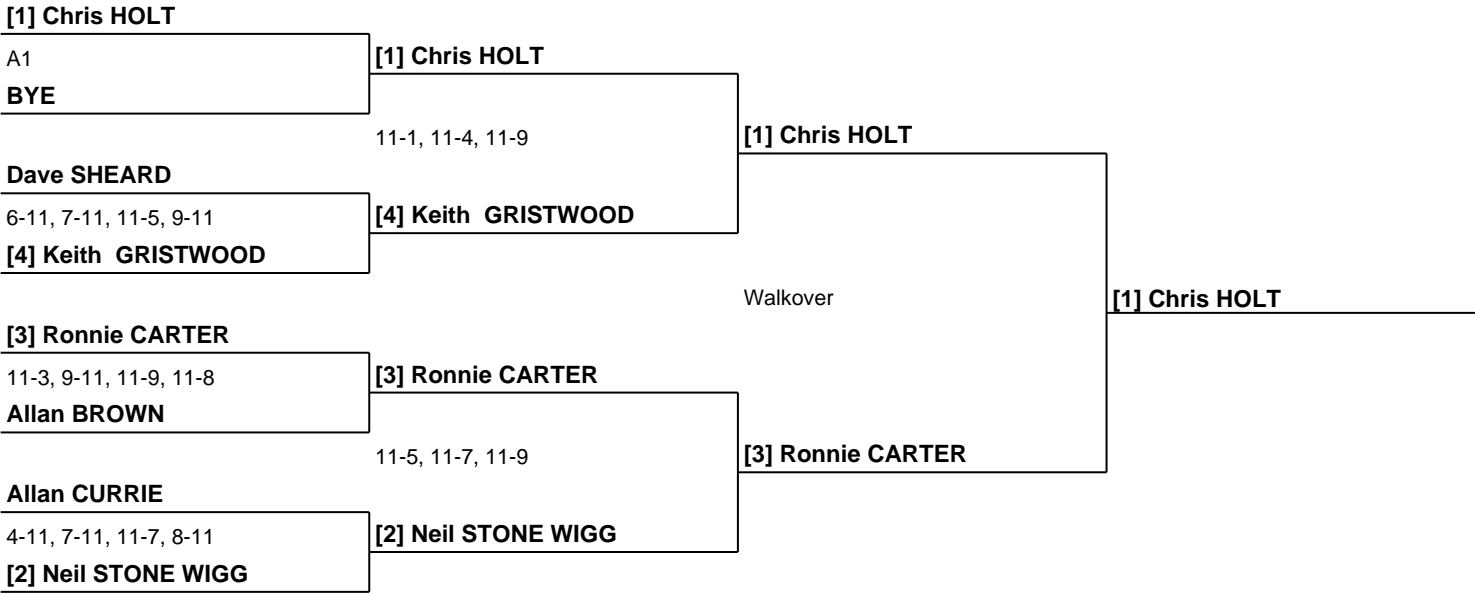 [1] Chris HOLT
A1
BYE
[1] Chris HOLT
11-1, 11-4, 11-9
[1] Chris HOLT
Dave SHEARD
6-11, 7-11, 11-5, 9-11
[4] Keith  GRISTWOOD
[4] Keith  GRISTWOOD
Walkover
[1] Chris HOLT
[3] Ronnie CARTER
11-3, 9-11, 11-9, 11-8
Allan BROWN
[3] Ronnie CARTER
11-5, 11-7, 11-9
[3] Ronnie CARTER
Allan CURRIE
4-11, 7-11, 11-7, 8-11
[2] Neil STONE WIGG
[2] Neil STONE WIGG